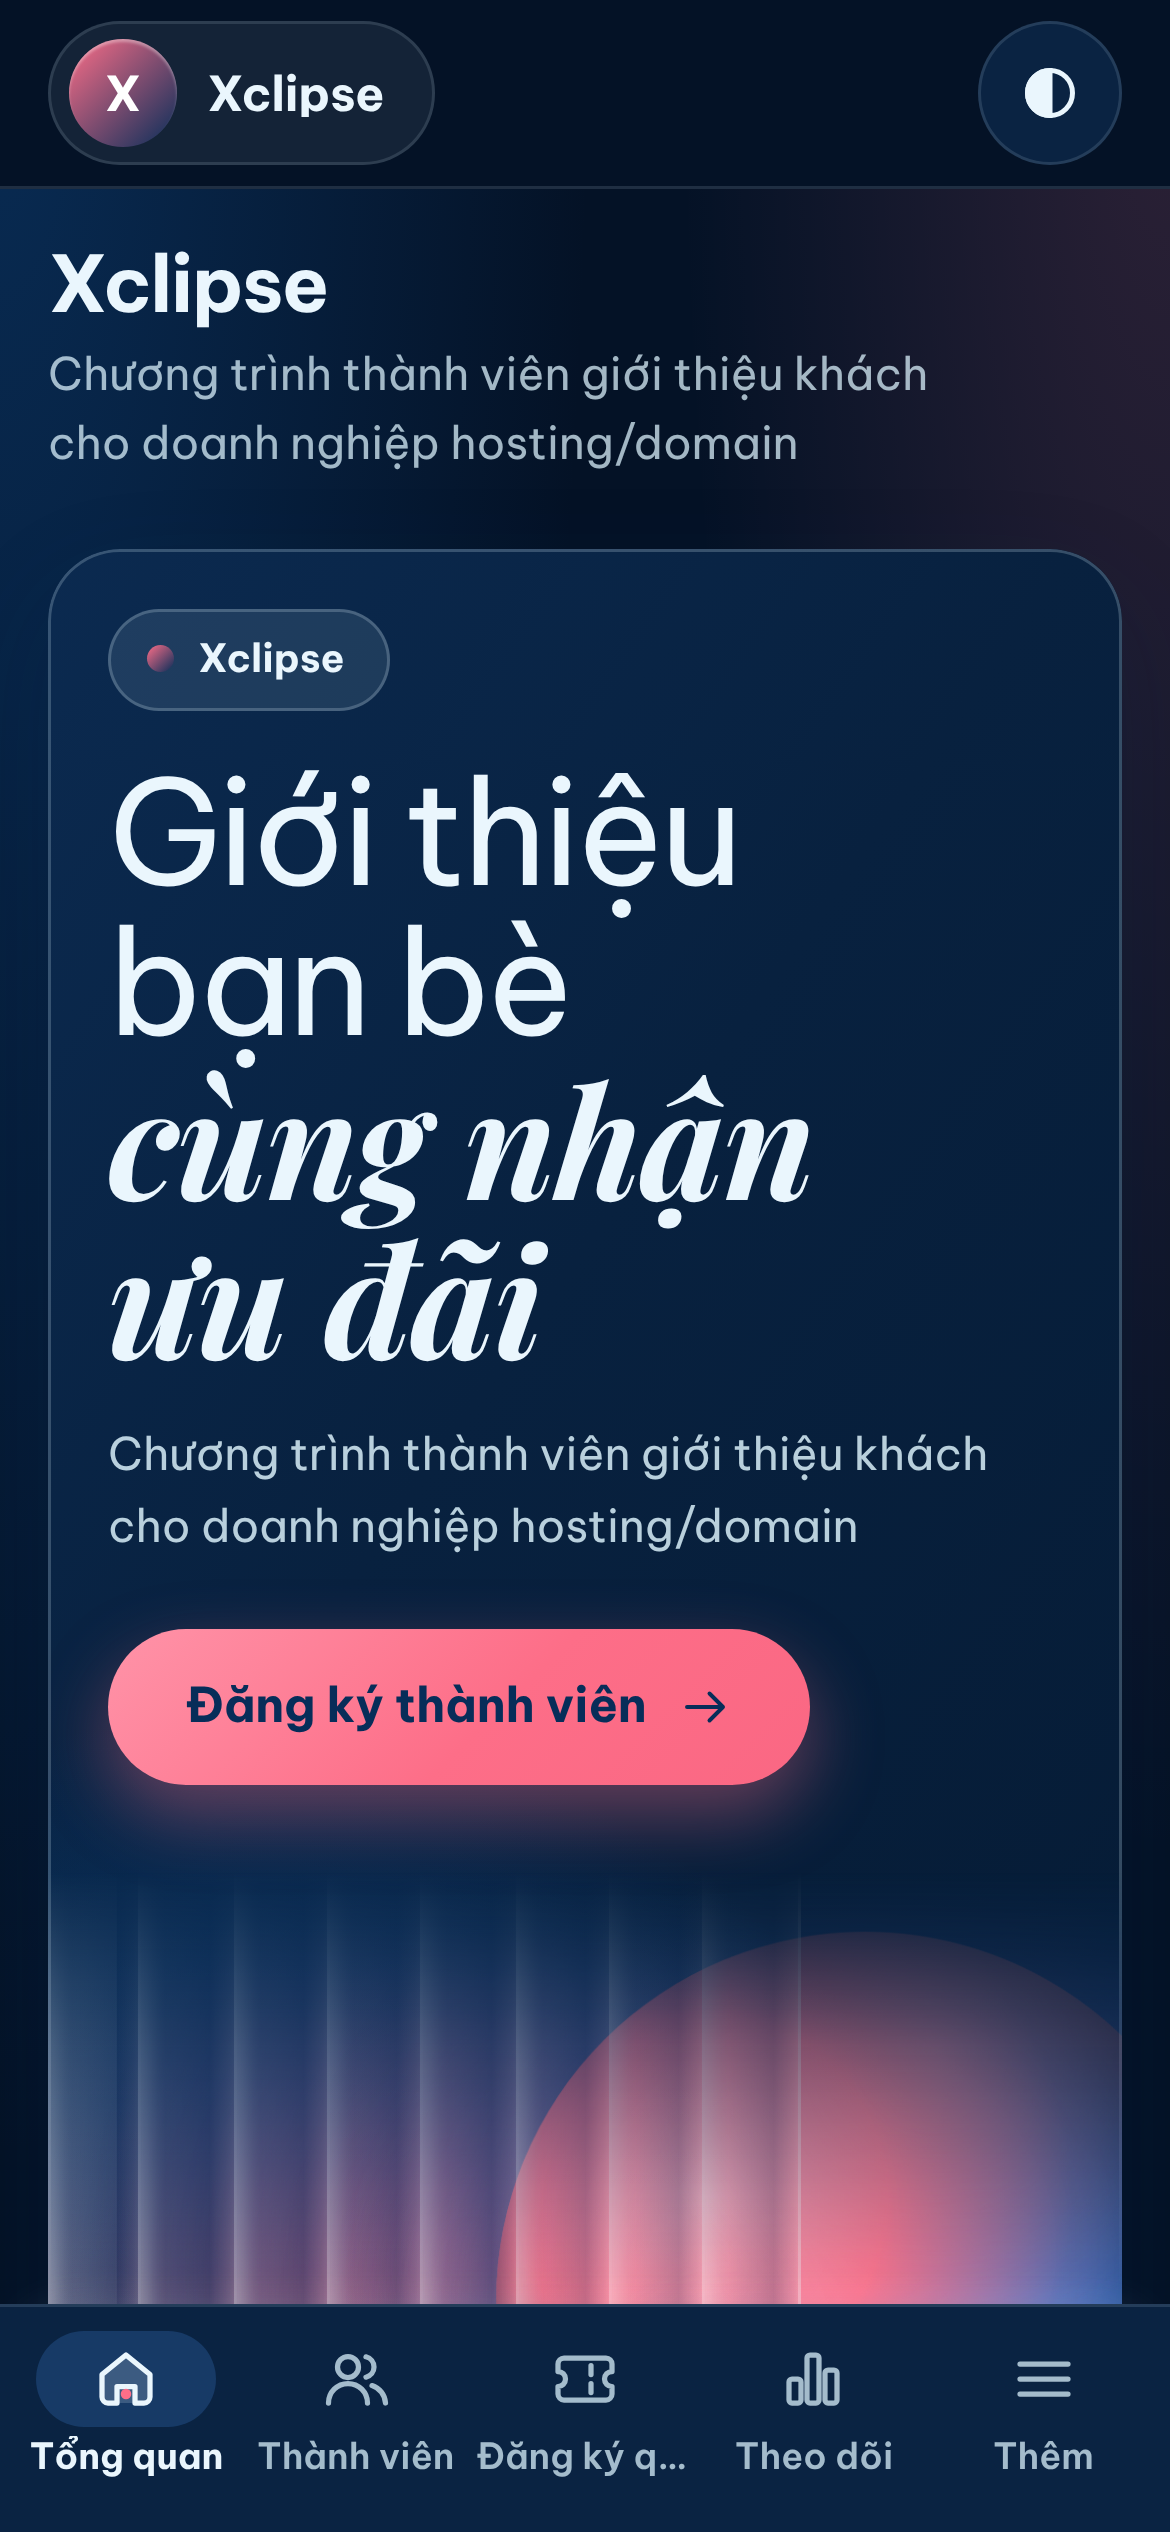 X Xclipse
Xclipse
Chương trình thành viên giới thiệu khách
cho doanh nghiệp hosting/domain
Xclipse
Giới thiệu
bạn bè
cùng nhận
ưu đãi
Chương trình thành viên giới thiệu khách
cho doanh nghiệp hosting/domain
Đăng ký thành viên →
Tổng quan Thành viên Đăng ký q... Theo dõi Thêm